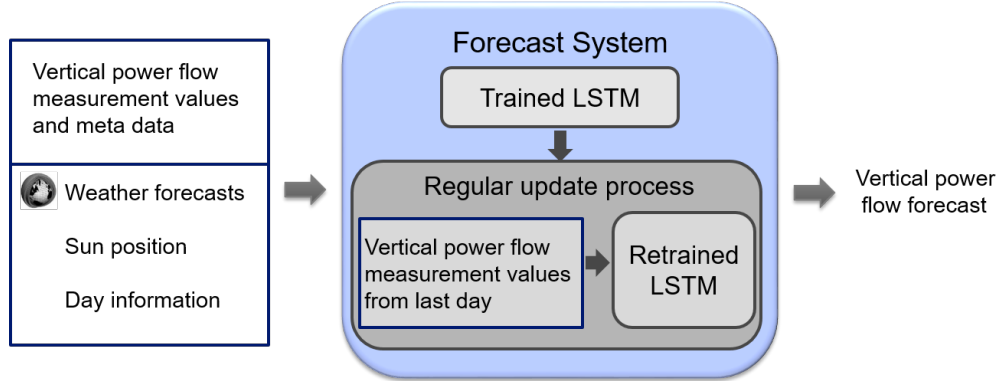 Vertical power flow
measurement values
and meta data
Weather forecasts
Sun position
Day information
Forecast System
Trained LSTM
Regular update process
Vertical power flow
measurement values
from last day
Retrained
LSTM
Vertical power
flow forecast